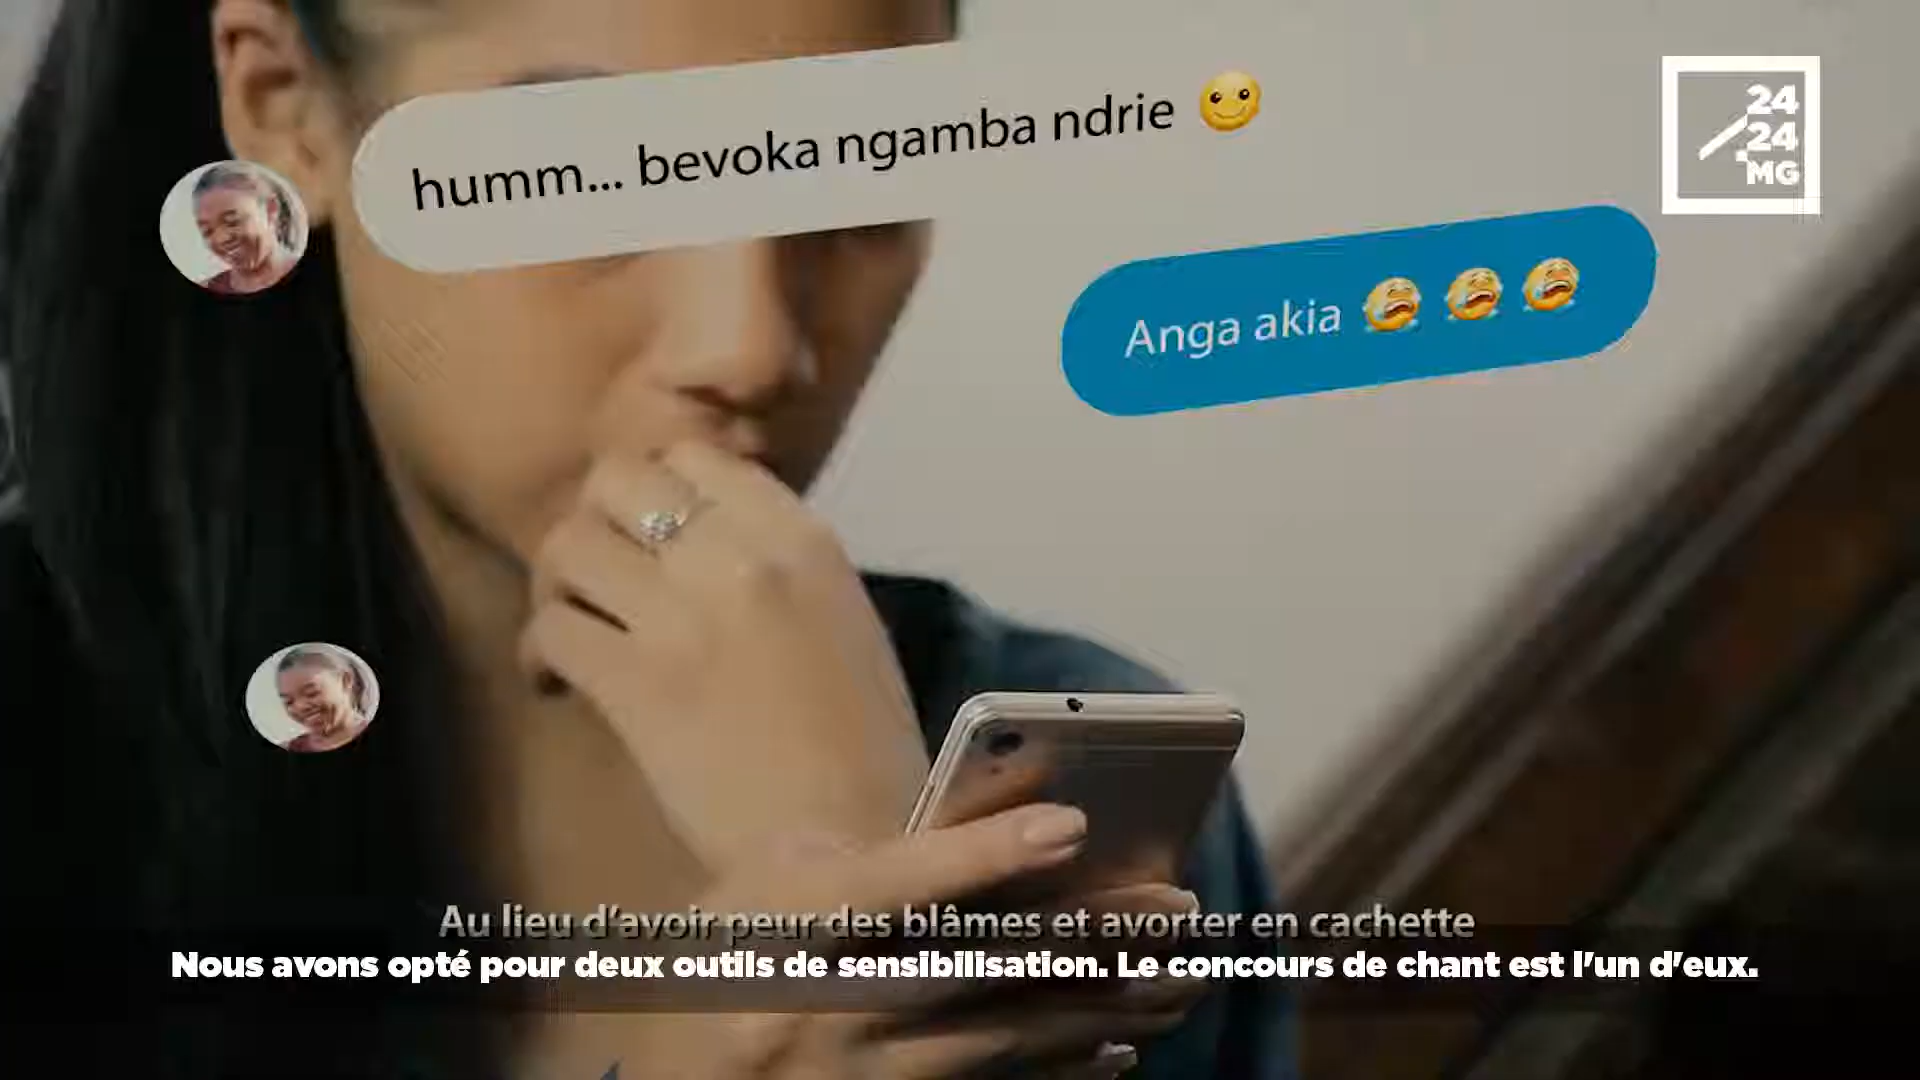 humm... bevoka ngamba ndrie 🙂
24
24
MG
Anga akia 😭 😭 😭
Au lieu d'avoir peur des blâmes et avorter en cachette
Nous avons opté pour deux outils de sensibilisation. Le concours de chant est l'un d'eux.